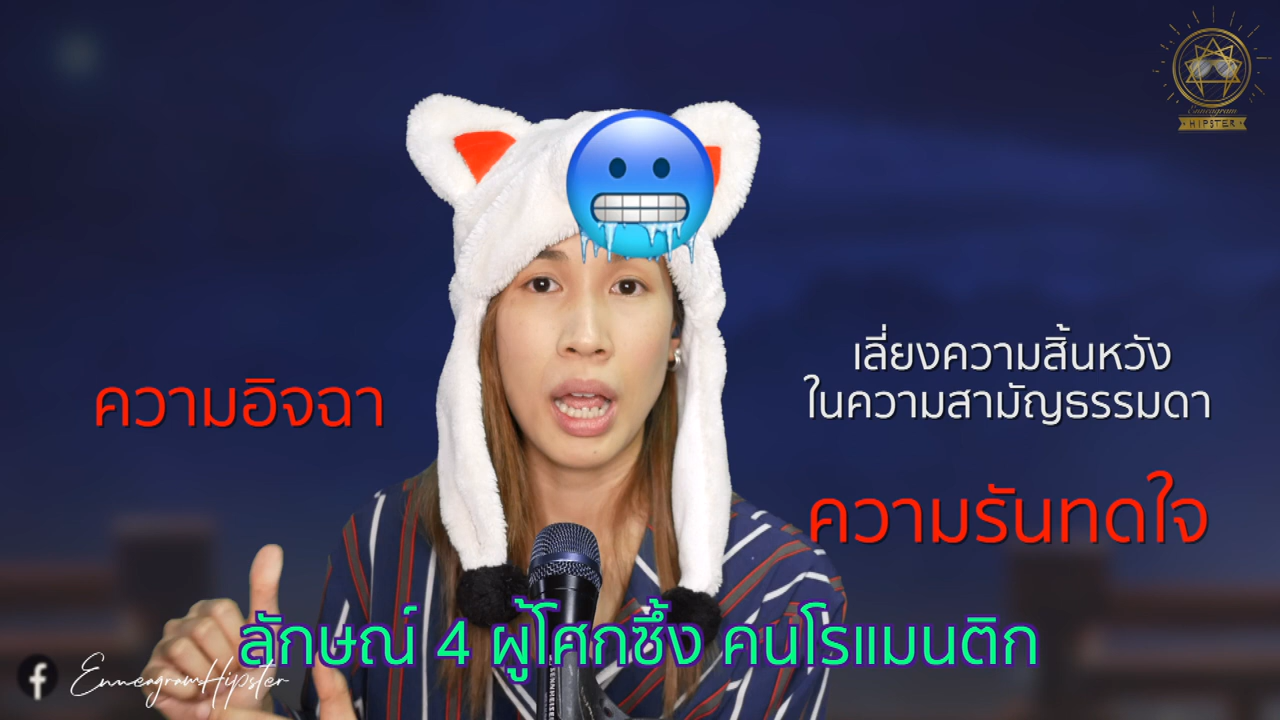 Enneagram
HIPSTER
เลี่ยงความสิ้นหวัง
ในความสามัญธรรมดา
ความอิจฉา
ความรันทดใจ
ลักษณ์ 4 ผู้โศกซึ้ง คนโรแมนติก
f EnneagramHipster
SENNHEISER